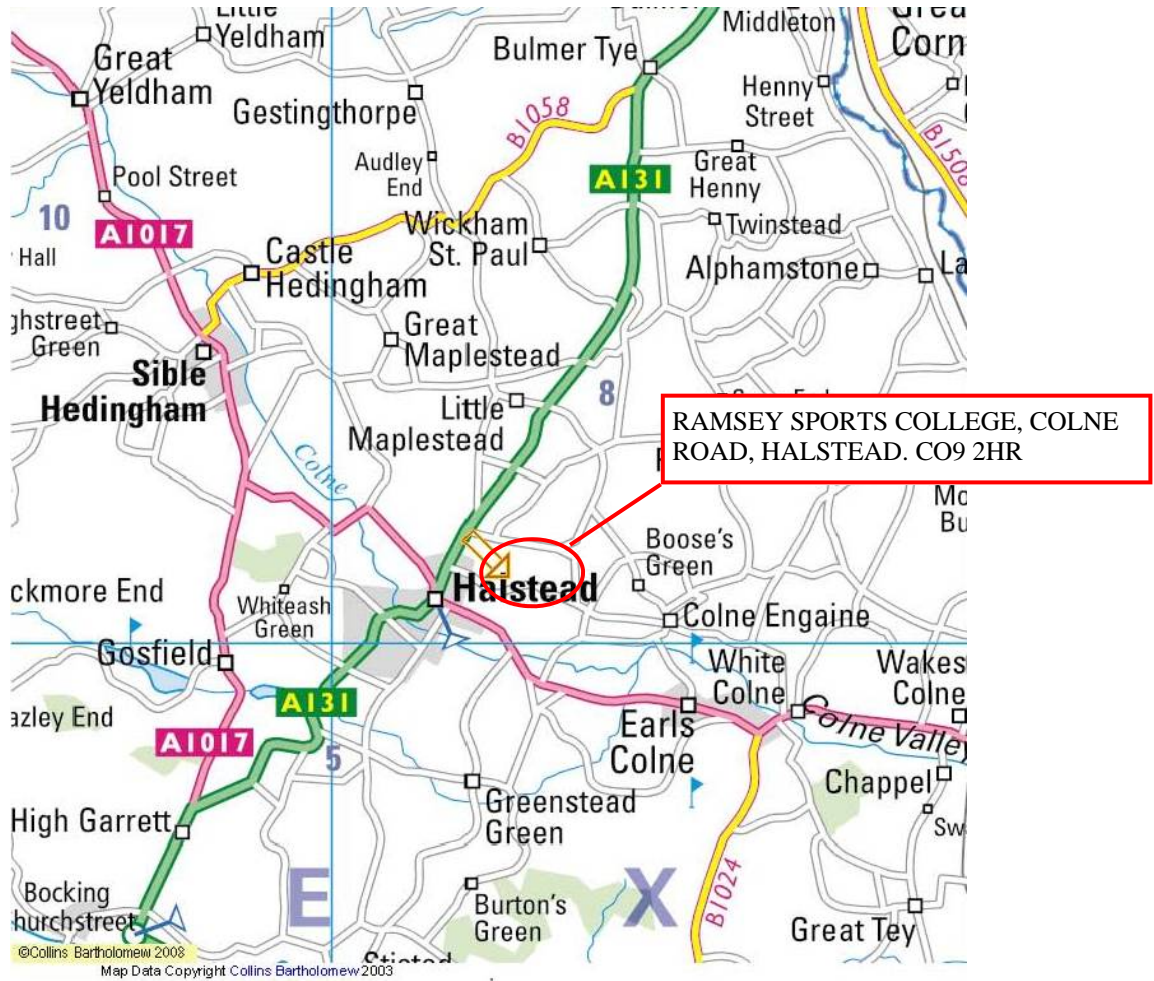 Little
Yeldham
Great
Yeldham
Bulmer Tye
Middleton
Corn
Gestingthorpe
B1058
Henny
Street
B1508
Audley
End
A131
Great
Henny
Pool Street
10
A1017
Wickham
St. Paul
Twinstead
Hall
Castle
Hedingham
Alphamstone
Green
Great
Maplestead
Sible
Hedingham
8
Little
Maplestead
RAMSEY SPORTS COLLEGE, COLNE
ROAD, HALSTEAD. CO9 2HR
Colne
Boose's
Green
Halstead
Whiteash
Green
Colne Engaine
Gosfield
White
Colne
Wakes
Colne
A131
End
Earls
Colne
Colne Valley
A1017
5
Chappel
Greenstead
Green
High Garrett
E
X
B1024
Bocking
Burton's
Green
Great Tey
©Collins Bartholomew 2008
Map Data Copyright Collins Bartholomew 2003